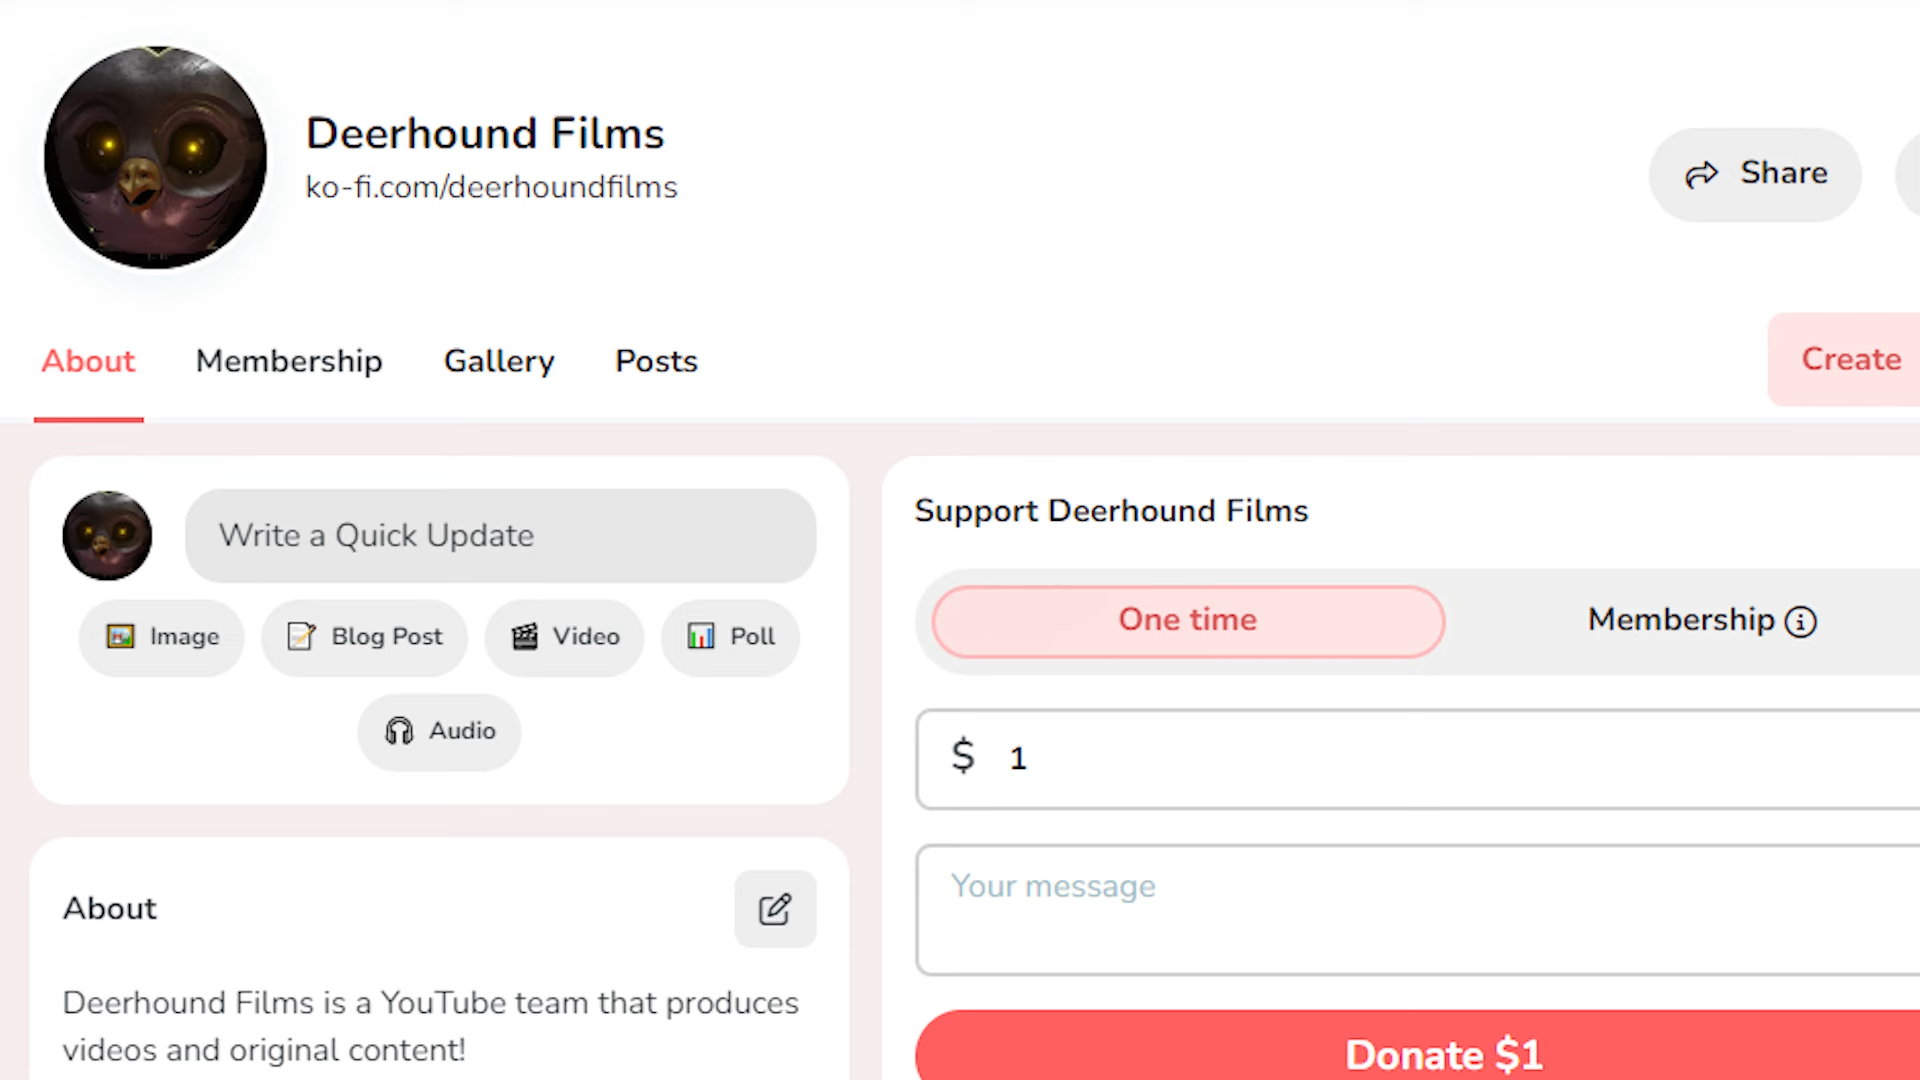 Deerhound Films
ko-fi.com/deerhoundfilms
Share
About
Membership
Gallery
Posts
Create
Write a Quick Update
Image
Blog Post
Video
Poll
Audio
About
Deerhound Films is a YouTube team that produces
videos and original content!
Support Deerhound Films
One time
Membership
$ 1
Your message
Donate $1